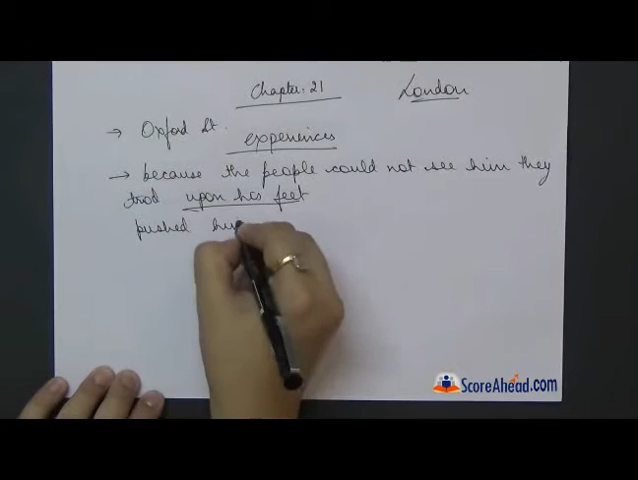 Chapter: 21 London
→ Oxford St.
experiences
→ because the people could not see him they
trod upon has feet
pushed
ScoreAhead.com